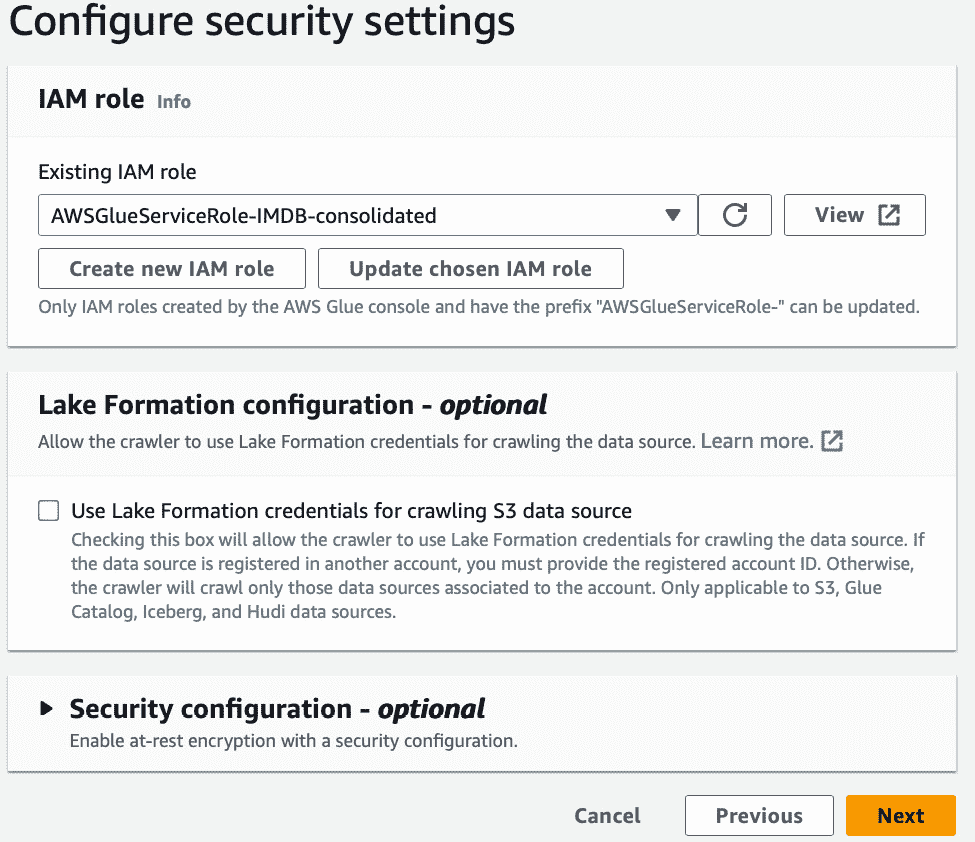 Configure security settings
IAM role Info
Existing IAM role
AWSGlueServiceRole-IMDB-consolidated
View
Create new IAM role
Update chosen IAM role
Only IAM roles created by the AWS Glue console and have the prefix "AWSGlueServiceRole-" can be updated.
Lake Formation configuration - optional
Allow the crawler to use Lake Formation credentials for crawling the data source. Learn more.
Use Lake Formation credentials for crawling S3 data source
Checking this box will allow the crawler to use Lake Formation credentials for crawling the data source. If
the data source is registered in another account, you must provide the registered account ID. Otherwise,
the crawler will crawl only those data sources associated to the account. Only applicable to S3, Glue
Catalog, Iceberg, and Hudi data sources.
Security configuration - optional
Enable at-rest encryption with a security configuration.
Cancel
Previous
Next